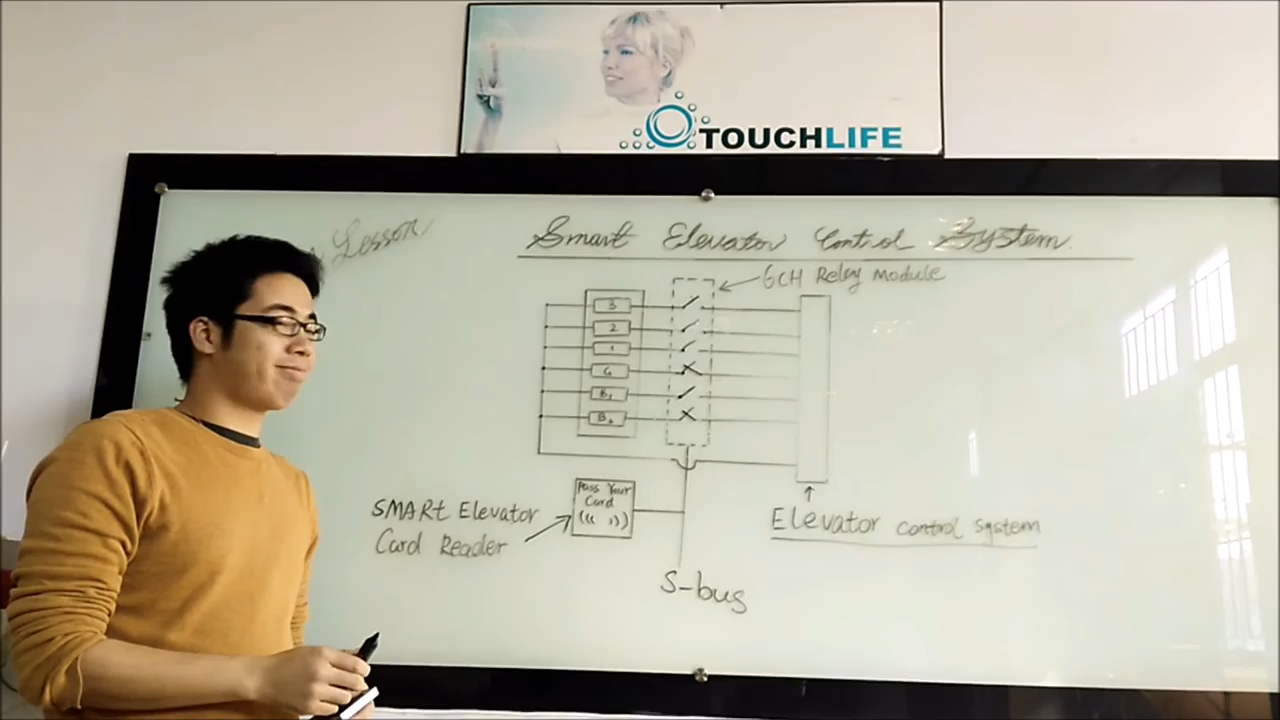 TOUCHLIFE
Lesson
Smart Elevator Control System
6CH Relay Module
3
2
1
G
B1
B2
Pass Your
Card
SMARt Elevator
Card Reader
Elevator control system
S-bus